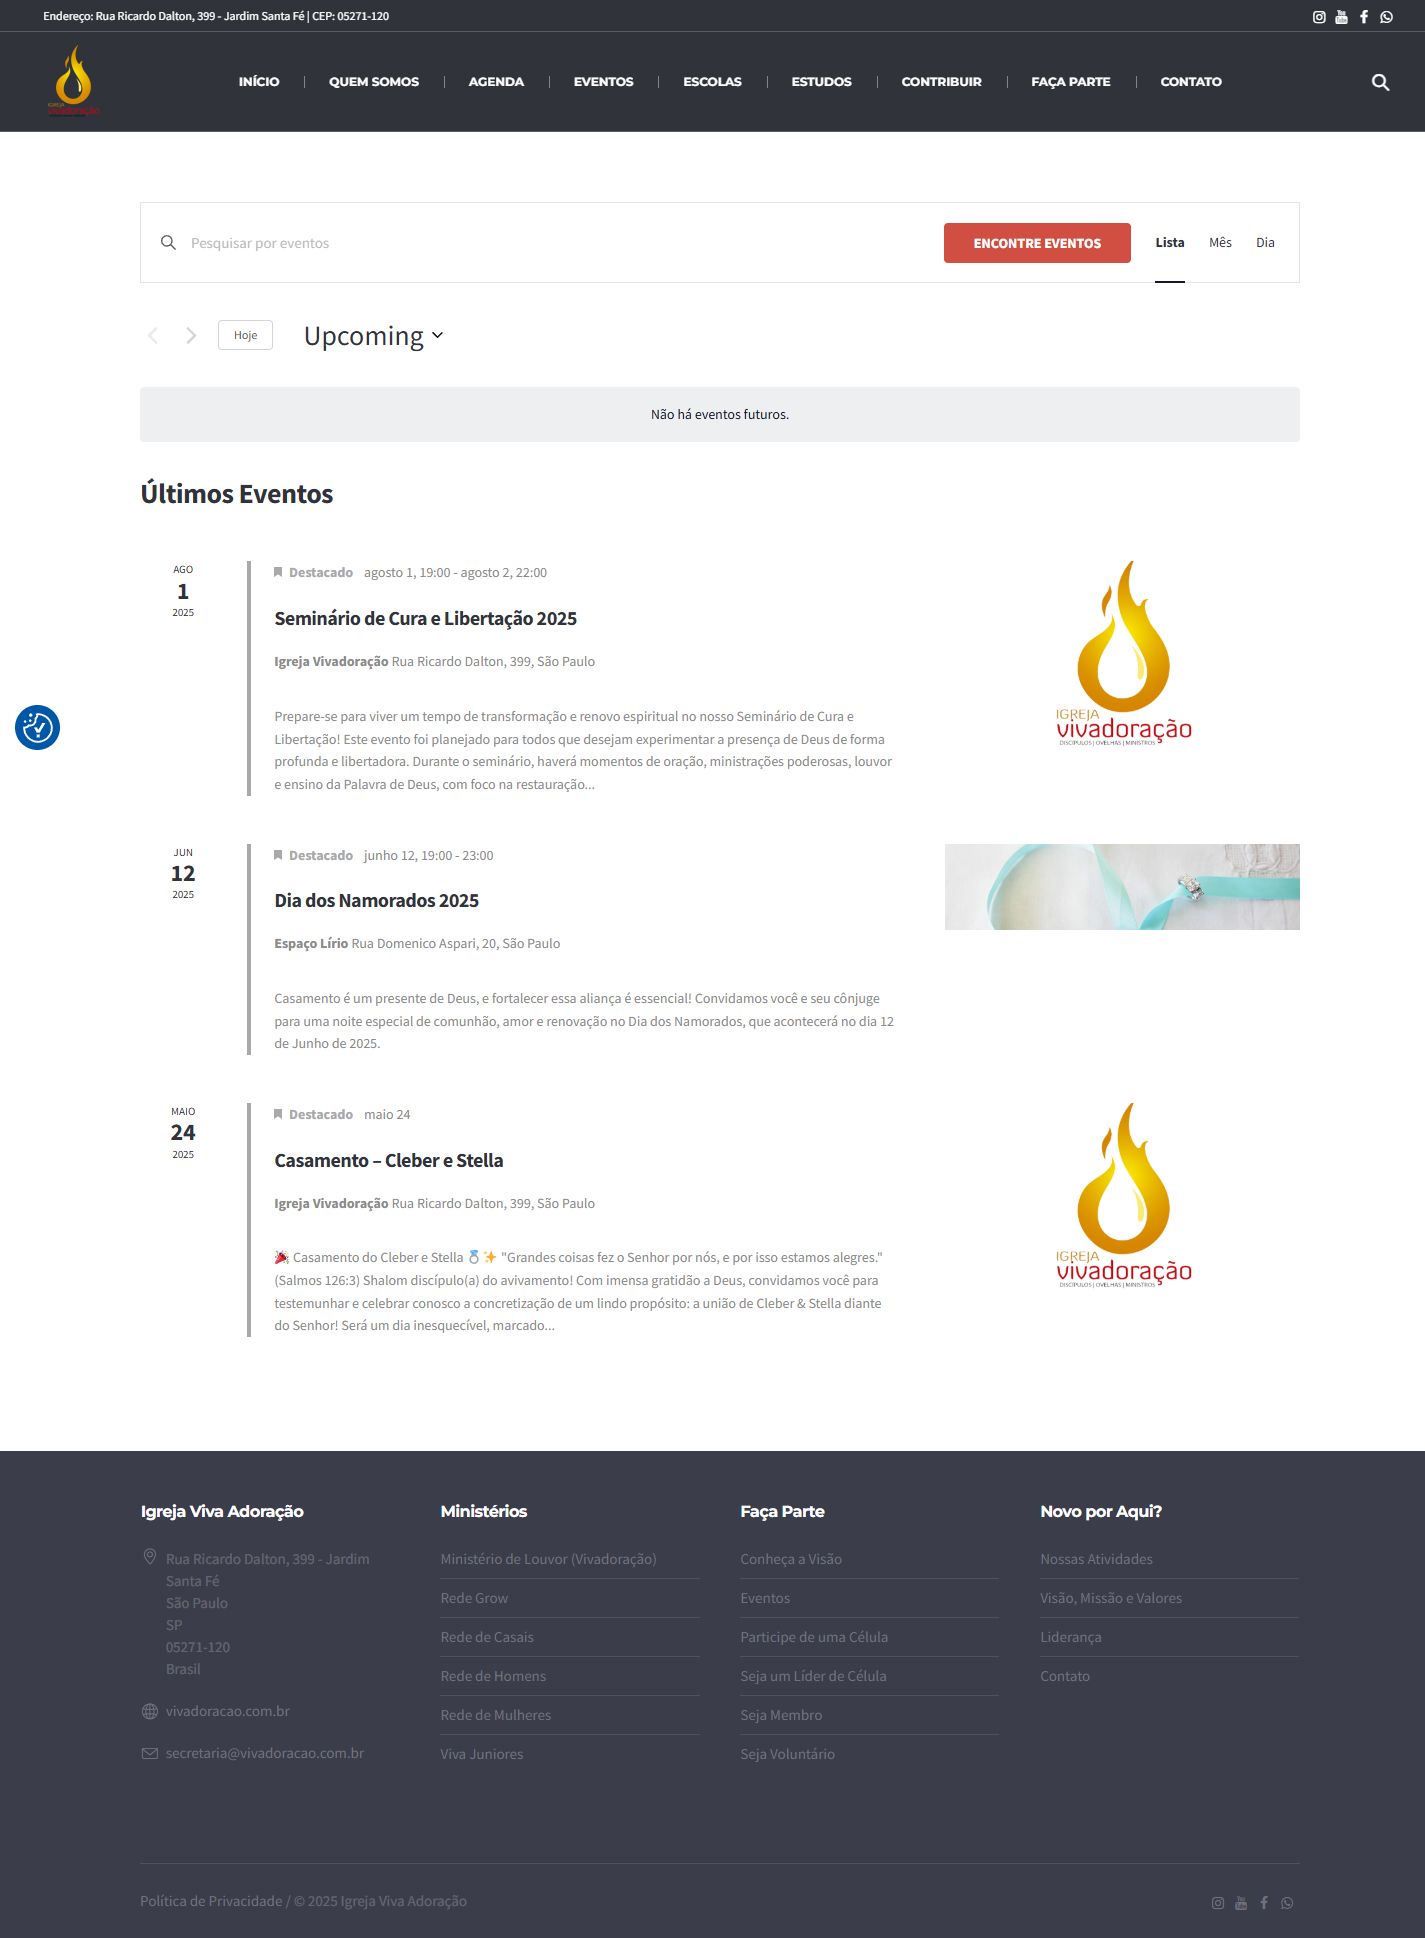 Endereço: Rua Ricardo Dalton, 399 - Jardim Santa Fé | CEP: 05271-120
IGREJA
vivadoração
INÍCIO
QUEM SOMOS
AGENDA
EVENTOS
ESCOLAS
ESTUDOS
CONTRIBUIR
FAÇA PARTE
CONTATO
Pesquisar por eventos
ENCONTRE EVENTOS
Lista
Mês
Dia
Hoje
Upcoming
Não há eventos futuros.
Últimos Eventos
AGO
1
2025
Destacado agosto 1, 19:00 - agosto 2, 22:00
Seminário de Cura e Libertação 2025
Igreja Vivadoração Rua Ricardo Dalton, 399, São Paulo
Prepare-se para viver um tempo de transformação e renovo espiritual no nosso Seminário de Cura e
Libertação! Este evento foi planejado para todos que desejam experimentar a presença de Deus de forma
profunda e libertadora. Durante o seminário, haverá momentos de oração, ministrações poderosas, louvor
e ensino da Palavra de Deus, com foco na restauração...
IGREJA
vivadoração
DISCÍPULOS | OVELHAS | MINISTROS
JUN
12
2025
Destacado junho 12, 19:00 - 23:00
Dia dos Namorados 2025
Espaço Lírio Rua Domenico Aspari, 20, São Paulo
Casamento é um presente de Deus, e fortalecer essa aliança é essencial! Convidamos você e seu cônjuge
para uma noite especial de comunhão, amor e renovação no Dia dos Namorados, que acontecerá no dia 12
de Junho de 2025.
MAIO
24
2025
Destacado maio 24
Casamento – Cleber e Stella
Igreja Vivadoração Rua Ricardo Dalton, 399, São Paulo
🎉 Casamento do Cleber e Stella 💍✨ "Grandes coisas fez o Senhor por nós, e por isso estamos alegres."
(Salmos 126:3) Shalom discípulo(a) do avivamento! Com imensa gratidão a Deus, convidamos você para
testemunhar e celebrar conosco a concretização de um lindo propósito: a união de Cleber & Stella diante
do Senhor! Será um dia inesquecível, marcado...
IGREJA
vivadoração
DISCÍPULOS | OVELHAS | MINISTROS
Igreja Viva Adoração
Rua Ricardo Dalton, 399 - Jardim
Santa Fé
São Paulo
SP
05271-120
Brasil
vivadoracao.com.br
secretaria@vivadoracao.com.br
Ministérios
Ministério de Louvor (Vivadoração)
Rede Grow
Rede de Casais
Rede de Homens
Rede de Mulheres
Viva Juniores
Faça Parte
Conheça a Visão
Eventos
Participe de uma Célula
Seja um Líder de Célula
Seja Membro
Seja Voluntário
Novo por Aqui?
Nossas Atividades
Visão, Missão e Valores
Liderança
Contato
Política de Privacidade / © 2025 Igreja Viva Adoração